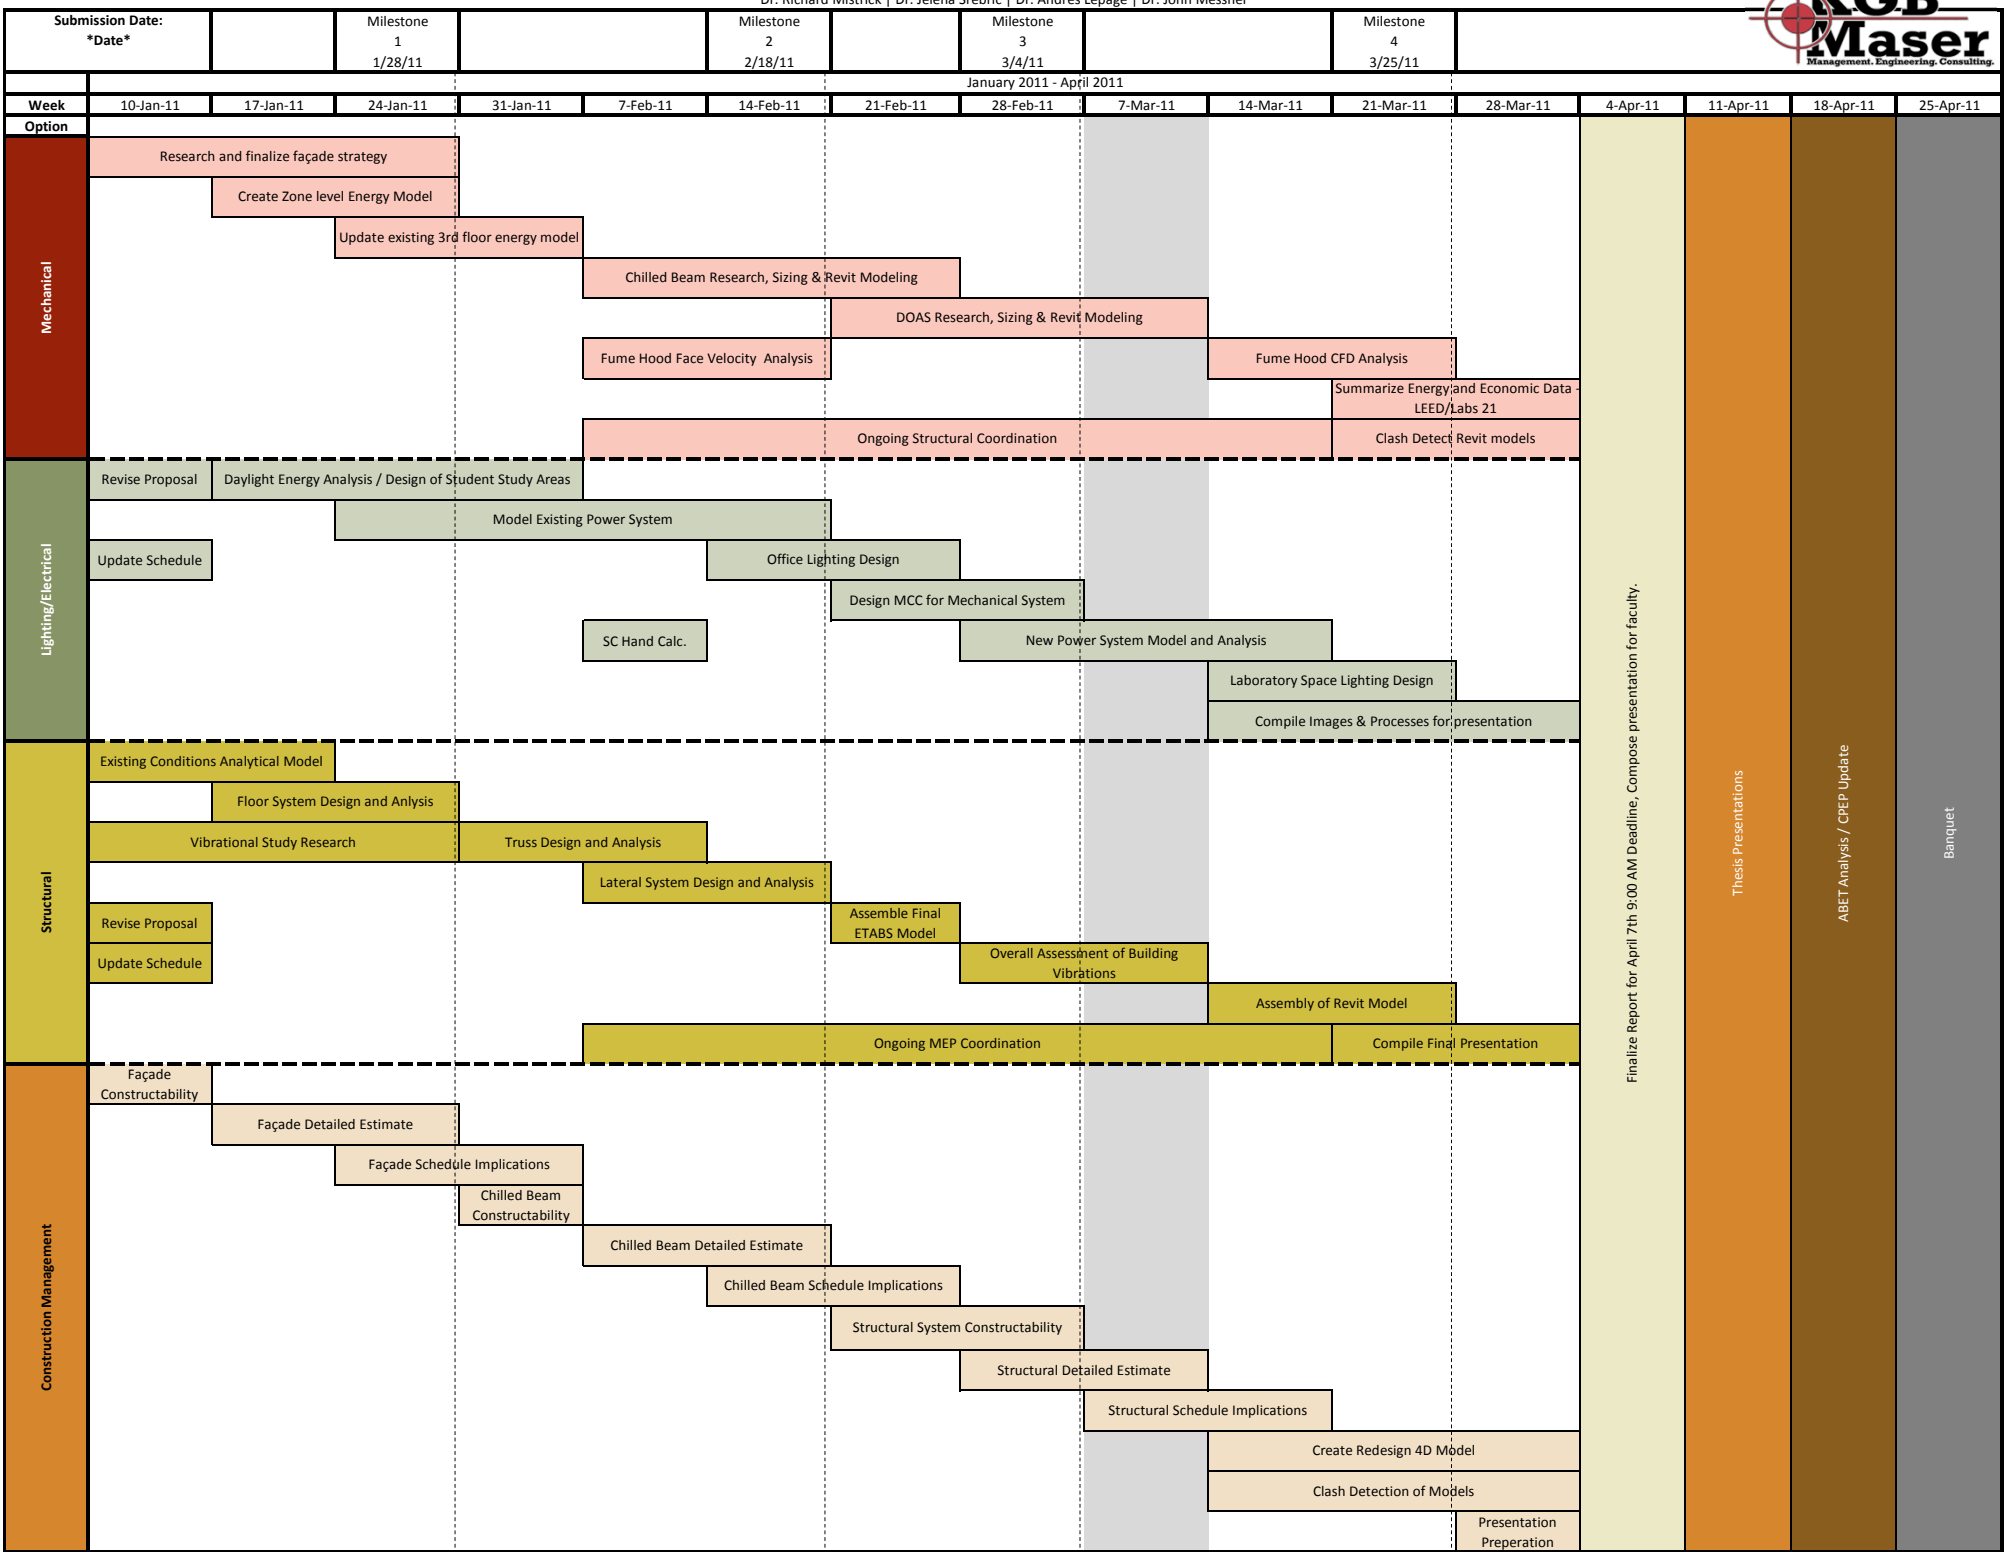 Dr. Richard Mistrick | Dr. Jelena Srebric | Dr. Andres Lepage | Dr. John Messner
KGB
Maser
Management. Engineering. Consulting.
Submission Date:
*Date*
Milestone
1
1/28/11
Milestone
2
2/18/11
Milestone
3
3/4/11
Milestone
4
3/25/11
January 2011 - April 2011
Week
10-Jan-11
17-Jan-11
24-Jan-11
31-Jan-11
7-Feb-11
14-Feb-11
21-Feb-11
28-Feb-11
7-Mar-11
14-Mar-11
21-Mar-11
28-Mar-11
4-Apr-11
11-Apr-11
18-Apr-11
25-Apr-11
Option
Mechanical
Research and finalize façade strategy
Create Zone level Energy Model
Update existing 3rd floor energy model
Chilled Beam Research, Sizing & Revit Modeling
DOAS Research, Sizing & Revit Modeling
Fume Hood Face Velocity  Analysis
Fume Hood CFD Analysis
Summarize Energy and Economic Data -
LEED/Labs 21
Ongoing Structural Coordination
Clash Detect Revit models
Lighting/Electrical
Revise Proposal
Daylight Energy Analysis / Design of Student Study Areas
Model Existing Power System
Update Schedule
Office Lighting Design
Design MCC for Mechanical System
SC Hand Calc.
New Power System Model and Analysis
Laboratory Space Lighting Design
Compile Images & Processes for presentation
Structural
Existing Conditions Analytical Model
Floor System Design and Anlysis
Vibrational Study Research
Truss Design and Analysis
Lateral System Design and Analysis
Revise Proposal
Assemble Final
ETABS Model
Update Schedule
Overall Assessment of Building
Vibrations
Assembly of Revit Model
Ongoing MEP Coordination
Compile Final Presentation
Construction Management
Façade
Constructability
Façade Detailed Estimate
Façade Schedule Implications
Chilled Beam
Constructability
Chilled Beam Detailed Estimate
Chilled Beam Schedule Implications
Structural System Constructability
Structural Detailed Estimate
Structural Schedule Implications
Create Redesign 4D Model
Clash Detection of Models
Presentation
Preperation
Finalize Report for April 7th 9:00 AM Deadline, Compose presentation for faculty.
Thesis Presentations
ABET Analysis / CPEP Update
Banquet